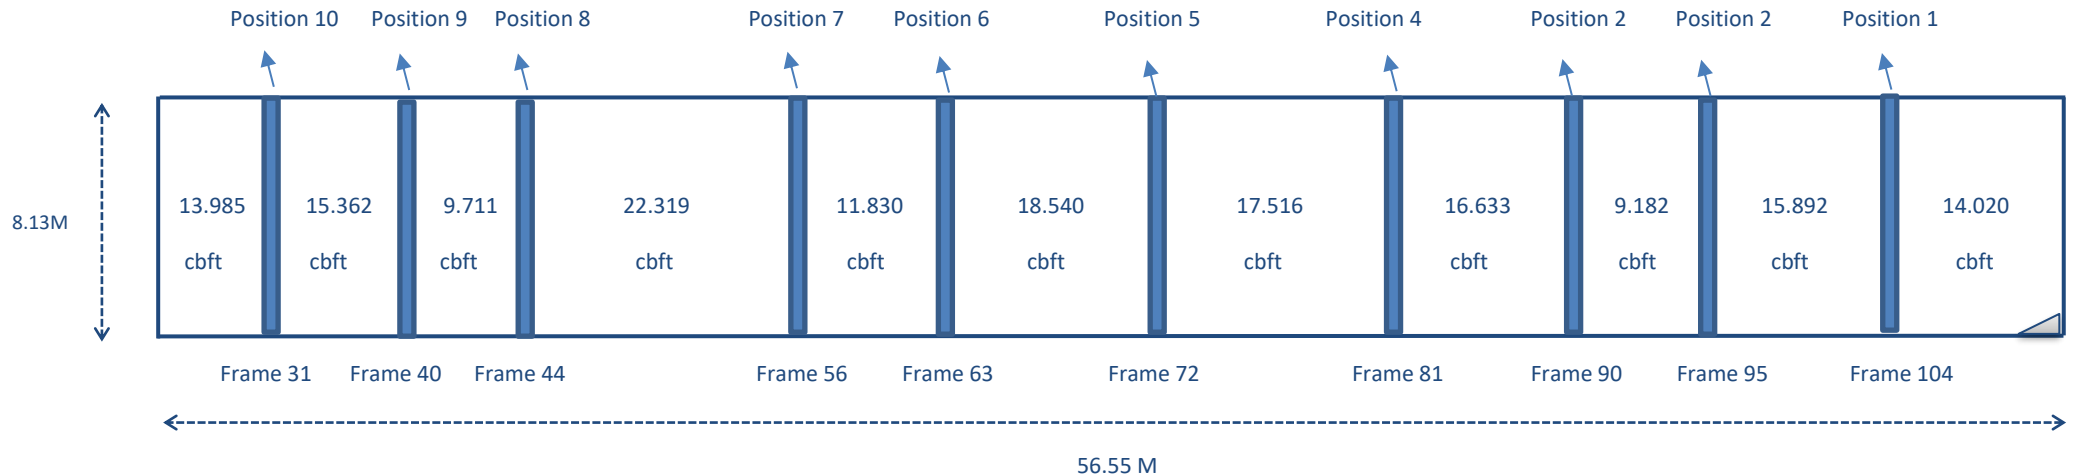 Position 10 Position 9 Position 8 Position 7 Position 6 Position 5 Position 4 Position 2 Position 2 Position 1
8.13M
13.985 15.362 9.711 22.319 11.830 18.540 17.516 16.633 9.182 15.892 14.020
cbft cbft cbft cbft cbft cbft cbft cbft cbft cbft cbft
Frame 31 Frame 40 Frame 44 Frame 56 Frame 63 Frame 72 Frame 81 Frame 90 Frame 95 Frame 104
56.55 M